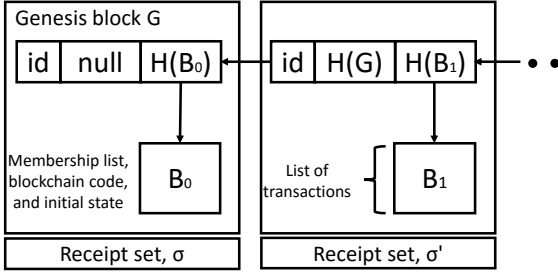 Genesis block G
id null H(B₀)
id H(G) H(B₁)
Membership list,
blockchain code,
and initial state
B₀
List of
transactions
B₁
Receipt set, σ
Receipt set, σ'